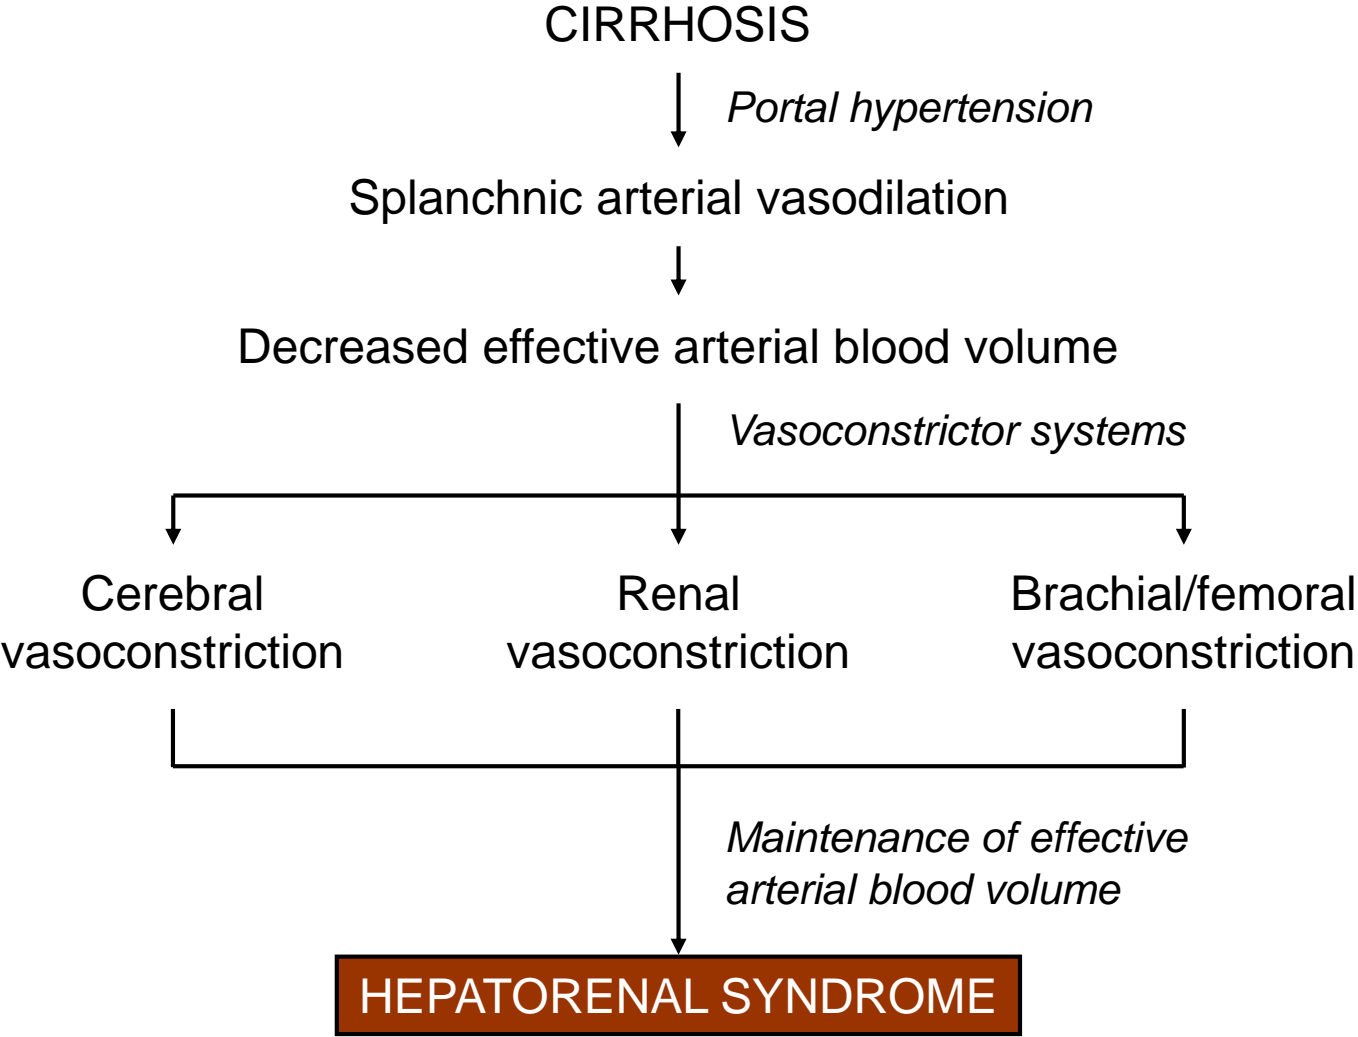 CIRRHOSIS
Portal hypertension
Splanchnic arterial vasodilation
Decreased effective arterial blood volume
Vasoconstrictor systems
Cerebral
vasoconstriction
Renal
vasoconstriction
Brachial/femoral
vasoconstriction
Maintenance of effective
arterial blood volume
HEPATORENAL SYNDROME